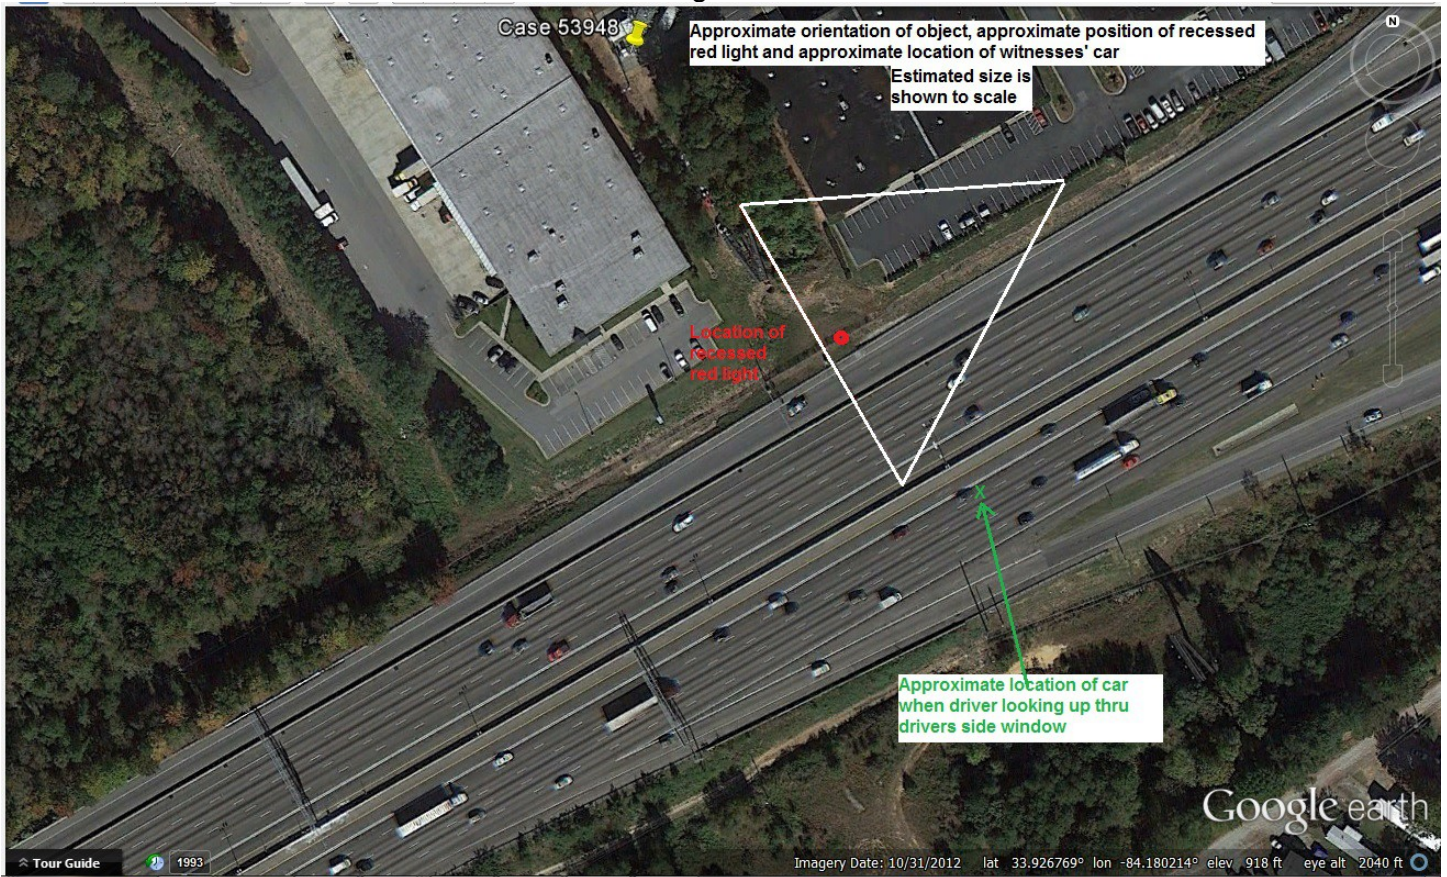 Case 53948
Approximate orientation of object, approximate position of recessed
red light and approximate location of witnesses' car
Estimated size is
shown to scale
N
Location of
recessed
red light
X
Approximate location of car
when driver looking up thru
drivers side window
Google earth
Tour Guide
1993
Imagery Date: 10/31/2012 lat 33.926769° lon -84.180214° elev 918 ft eye alt 2040 ft